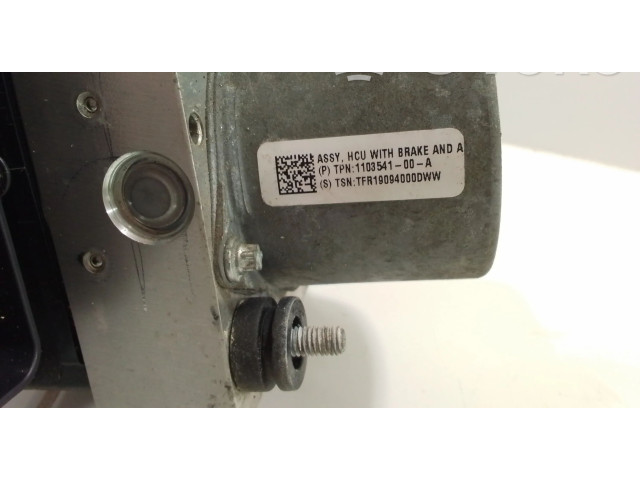 ASSY, HCU WITH BRAKE AND A
(P) TPN:1103541-00-A
(S) TSN:TFR19094000DWW